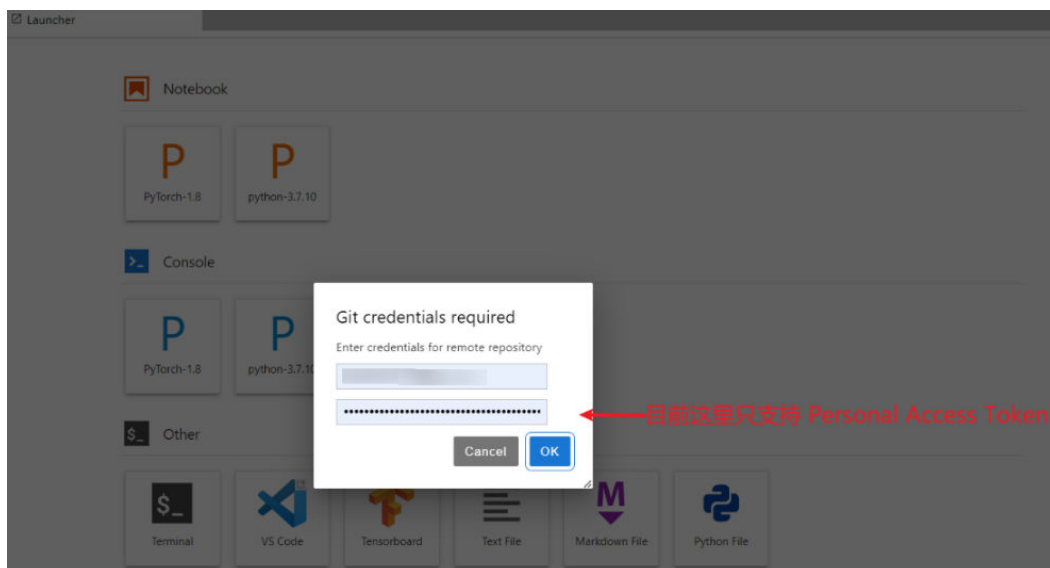 Launcher
Notebook
P
P
PyTorch-1.8
python-3.7.10
Console
P
P
PyTorch-1.8
python-3.7.10
Git credentials required
Enter credentials for remote repository
目前这里只支持 Personal Access Token
Cancel
OK
$_ Other
$_
M
Terminal
VS Code
Tensorboard
Text File
Markdown File
Python File